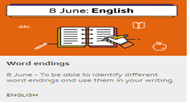 8 June: English
Abc
Word endings
8 June - To be able to identify different
word endings and use them in your writing.
ENGLISH